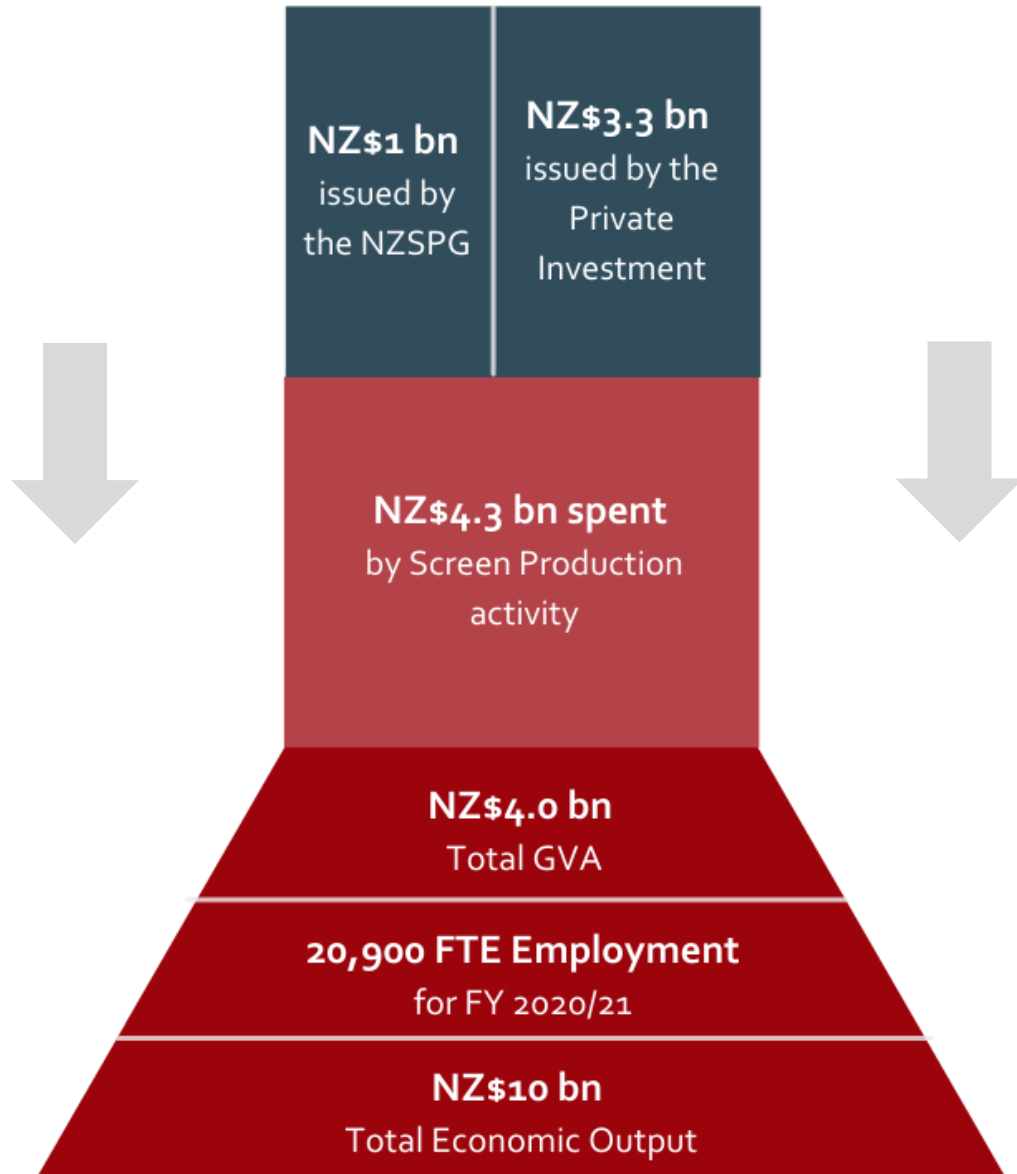 NZ$1 bn
issued by
the NZSPG
NZ$3.3 bn
issued by the
Private
Investment
NZ$4.3 bn spent
by Screen Production
activity
NZ$4.0 bn
Total GVA
20,900 FTE Employment
for FY 2020/21
NZ$10 bn
Total Economic Output